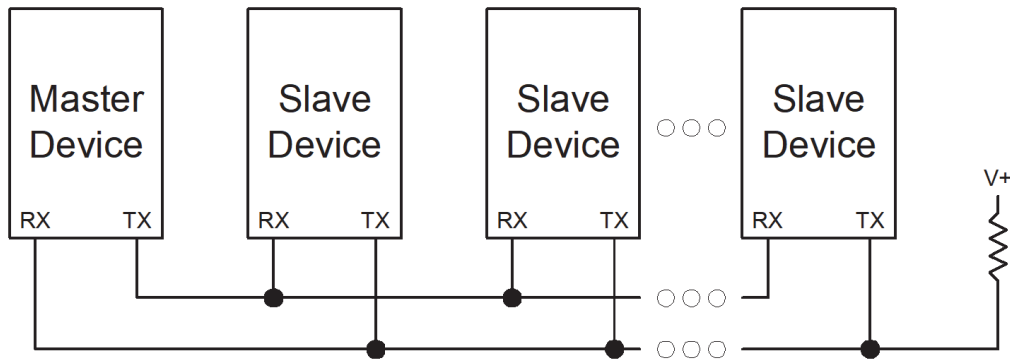 Master
Device
Slave
Device
Slave
Device
Slave
Device
RX TX
RX TX
RX TX
RX TX
V+